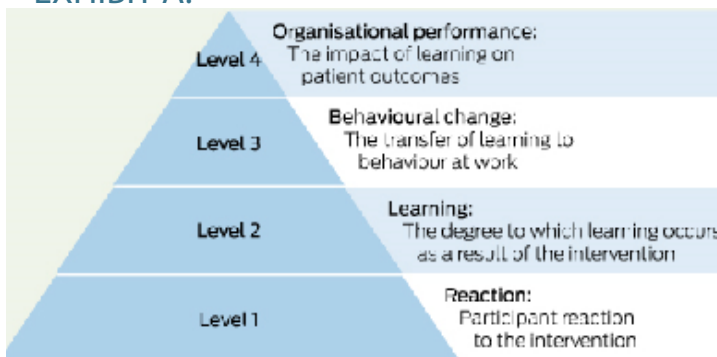 EXHIBIT A:
Organisational performance:
Level 4
The impact of learning on
patient outcomes
Behavioural change:
Level 3
The transfer of learning to
behaviour at work
Learning:
Level 2
The degree to which learning occurs
as a result of the intervention
Reaction:
Level 1
Participant reaction
to the intervention